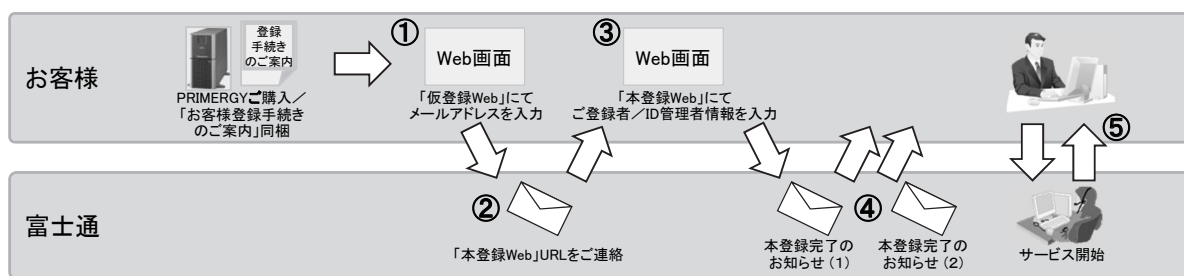 お客様
登録
手続き
のご案内
PRIMERGYご購入／
「お客様登録手続き
のご案内」同梱
①
Web画面
「仮登録Web」にて
メールアドレスを入力
③
Web画面
「本登録Web」にて
ご登録者／ID管理者情報を入力
⑤
富士通
②
「本登録Web」URLをご連絡
④
本登録完了の
お知らせ（1）
本登録完了の
お知らせ（2）
サービス開始